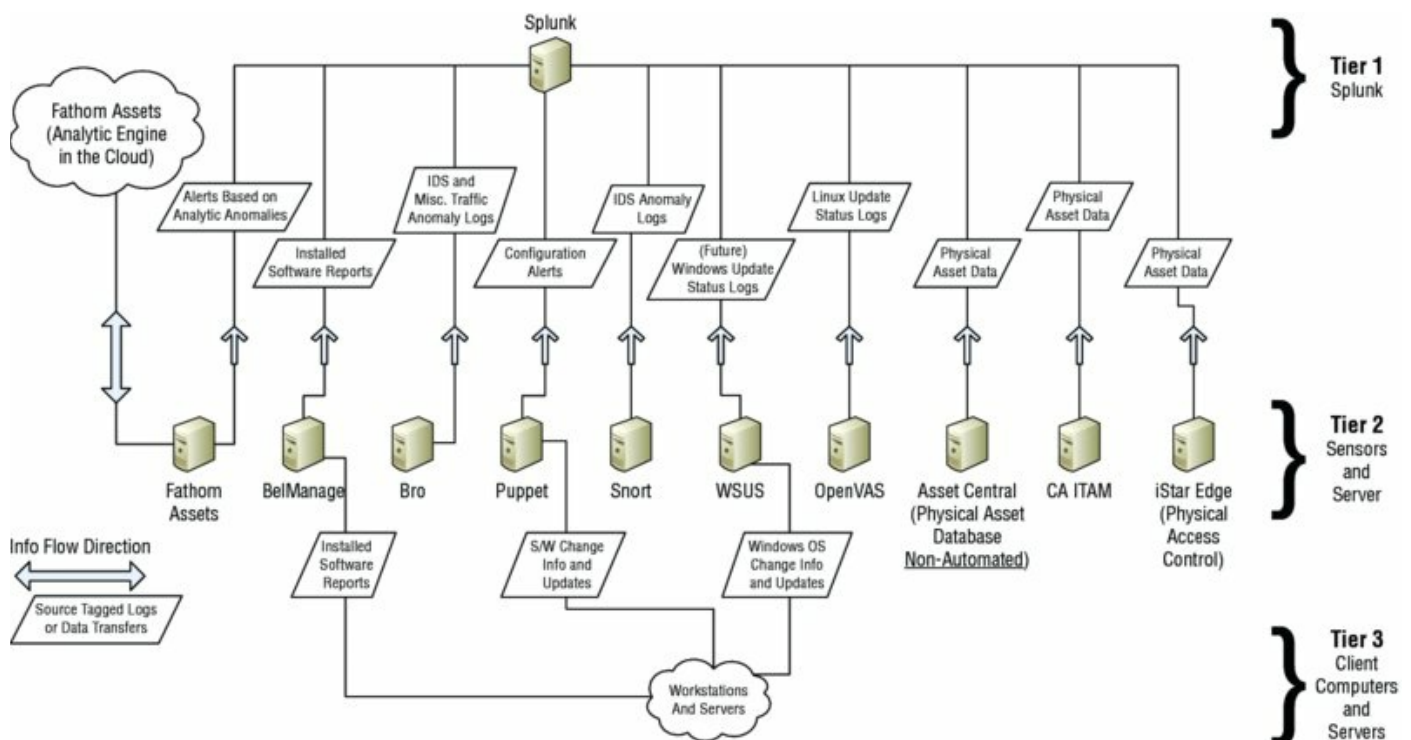 Splunk
Tier 1
Splunk
Fathom Assets
(Analytic Engine
in the Cloud)
Alerts Based on
Analytic Anomalies
Installed
Software Reports
IDS and
Misc. Traffic
Anomaly Logs
Configuration
Alerts
IDS Anomaly
Logs
(Future)
Windows Update
Status Logs
Linux Update
Status Logs
Physical
Asset Data
Physical
Asset Data
Physical
Asset Data
Fathom
Assets
BelManage
Bro
Puppet
Snort
WSUS
OpenVAS
Asset Central
(Physical Asset
Database
Non-Automated)
CA ITAM
iStar Edge
(Physical
Access
Control)
Tier 2
Sensors
and
Server
Info Flow Direction
Source Tagged Logs
or Data Transfers
Installed
Software
Reports
S/W Change
Info and
Updates
Windows OS
Change Info
and Updates
Workstations
And Servers
Tier 3
Client
Computers
and
Servers